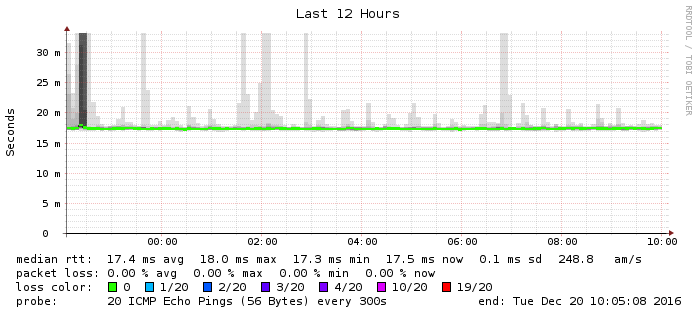 Last 12 Hours
RRDTOOL / TOBI OETIKER
Seconds
30 m
25 m
20 m
15 m
10 m
5 m
0
00:00 02:00 04:00 06:00 08:00 10:00
median rtt: 17.4 ms avg 18.0 ms max 17.3 ms min 17.5 ms now 0.1 ms sd 248.8 am/s
packet loss: 0.00 % avg 0.00 % max 0.00 % min 0.00 % now
loss color: 0 1/20 2/20 3/20 4/20 10/20 19/20
probe: 20 ICMP Echo Pings (56 Bytes) every 300s end: Tue Dec 20 10:05:08 2016